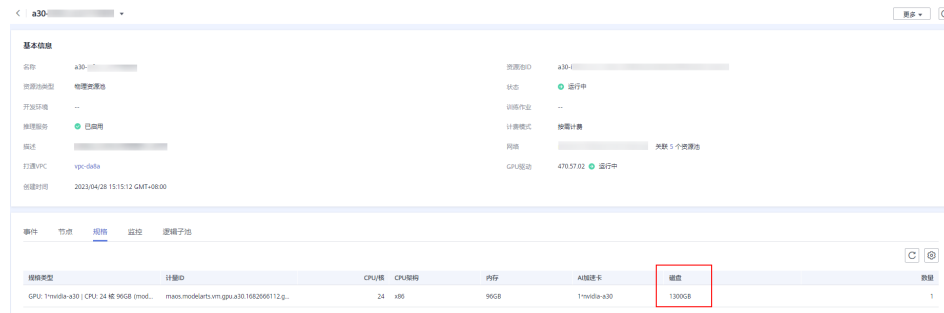 a30-
更多
基本信息
名称 a30- 资源池ID a30-
资源池类型 物理资源池 状态 运行中
开发环境 -- 训练作业 --
推理服务 已启用 计费模式 按需计费
描述 网络 关联 5 个资源池
打通VPC vpc-da8a GPU驱动 470.57.02 运行中
创建时间 2023/04/28 15:15:12 GMT+08:00
事件 节点 规格 监控 逻辑子池
规格类型 计量ID CPU/核 CPU架构 内存 AI加速卡 磁盘 数量
GPU: 1*nvidia-a30 | CPU: 24 核 96GB (mod... maos.modelarts.vm.gpu.a30.1682666112.g... 24 x86 96GB 1*nvidia-a30 1300GB 1